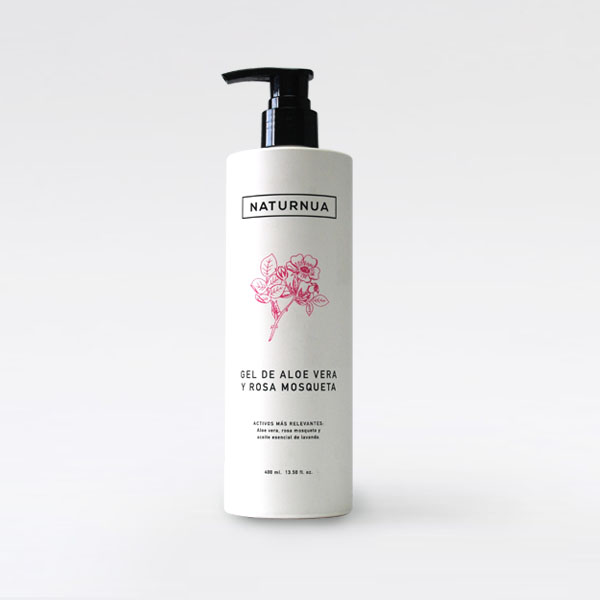 NATURNUA
GEL DE ALOE VERA
Y ROSA MOSQUETA
ACTIVOS MÁS RELEVANTES:
Aloe vera, rosa mosqueta y
aceite esencial de lavanda.
400 ml. 13.50 fl. oz.